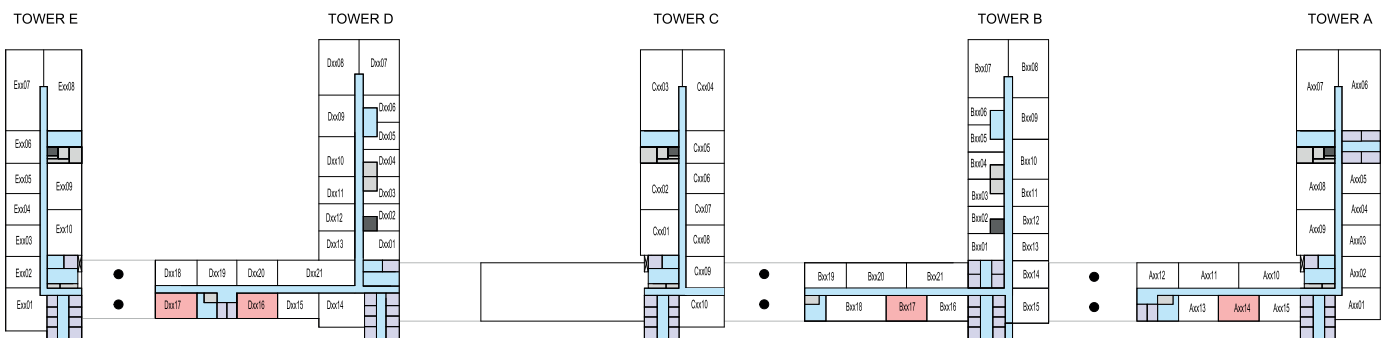 TOWER E
TOWER D
TOWER C
TOWER B
TOWER A
Exx07
Exx08
Exx06
Exx05
Exx09
Exx04
Exx03
Exx10
Exx02
Exx01
Dxx08
Dxx07
Dxx06
Dxx09
Dxx05
Dxx10
Dxx04
Dxx11
Dxx03
Dxx12
Dxx02
Dxx13
Dxx01
Dxx18
Dxx19
Dxx20
Dxx21
Dxx17
Dxx16
Dxx15
Dxx14
Cxx03
Cxx04
Cxx05
Cxx02
Cxx06
Cxx07
Cxx01
Cxx08
Cxx09
Cxx10
Bxx07
Bxx08
Bxx06
Bxx09
Bxx05
Bxx04
Bxx10
Bxx03
Bxx11
Bxx02
Bxx12
Bxx01
Bxx13
Bxx19
Bxx20
Bxx21
Bxx14
Bxx18
Bxx17
Bxx16
Bxx15
Axx07
Axx06
Axx08
Axx05
Axx04
Axx09
Axx03
Axx12
Axx11
Axx10
Axx02
Axx13
Axx14
Axx15
Axx01